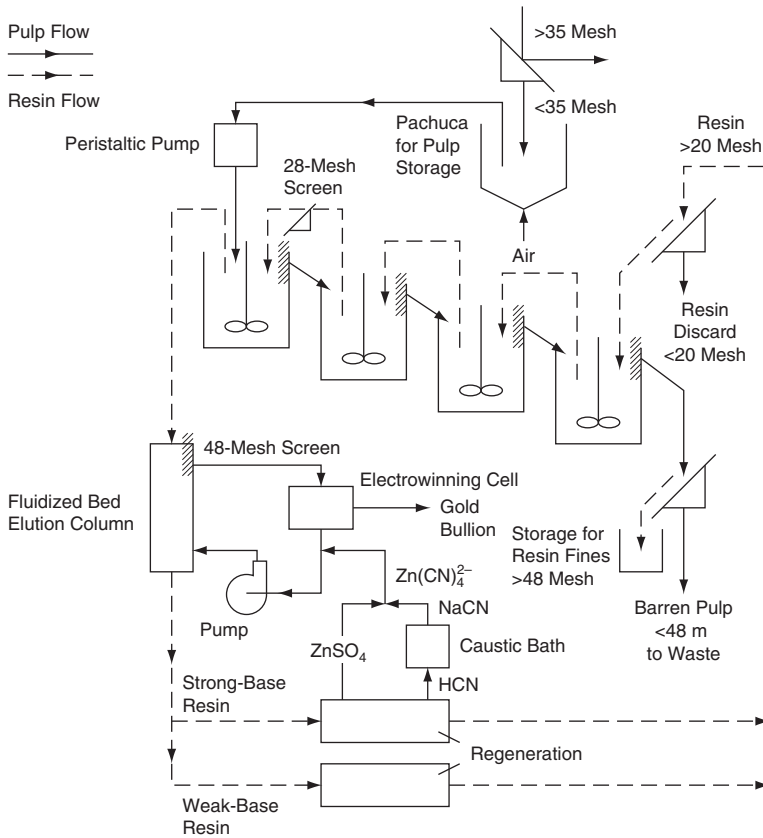 Pulp Flow
Resin Flow
>35 Mesh
<35 Mesh
Peristaltic Pump
Pachuca
for Pulp
Storage
Resin
>20 Mesh
28-Mesh
Screen
Air
Resin
Discard
<20 Mesh
48-Mesh Screen
Electrowinning Cell
Fluidized Bed
Elution Column
Gold
Bullion
Storage for
Resin Fines
>48 Mesh
Zn(CN)₄²⁻
NaCN
Barren Pulp
<48 m
to Waste
Pump
ZnSO₄
Caustic Bath
HCN
Strong-Base
Resin
Regeneration
Weak-Base
Resin